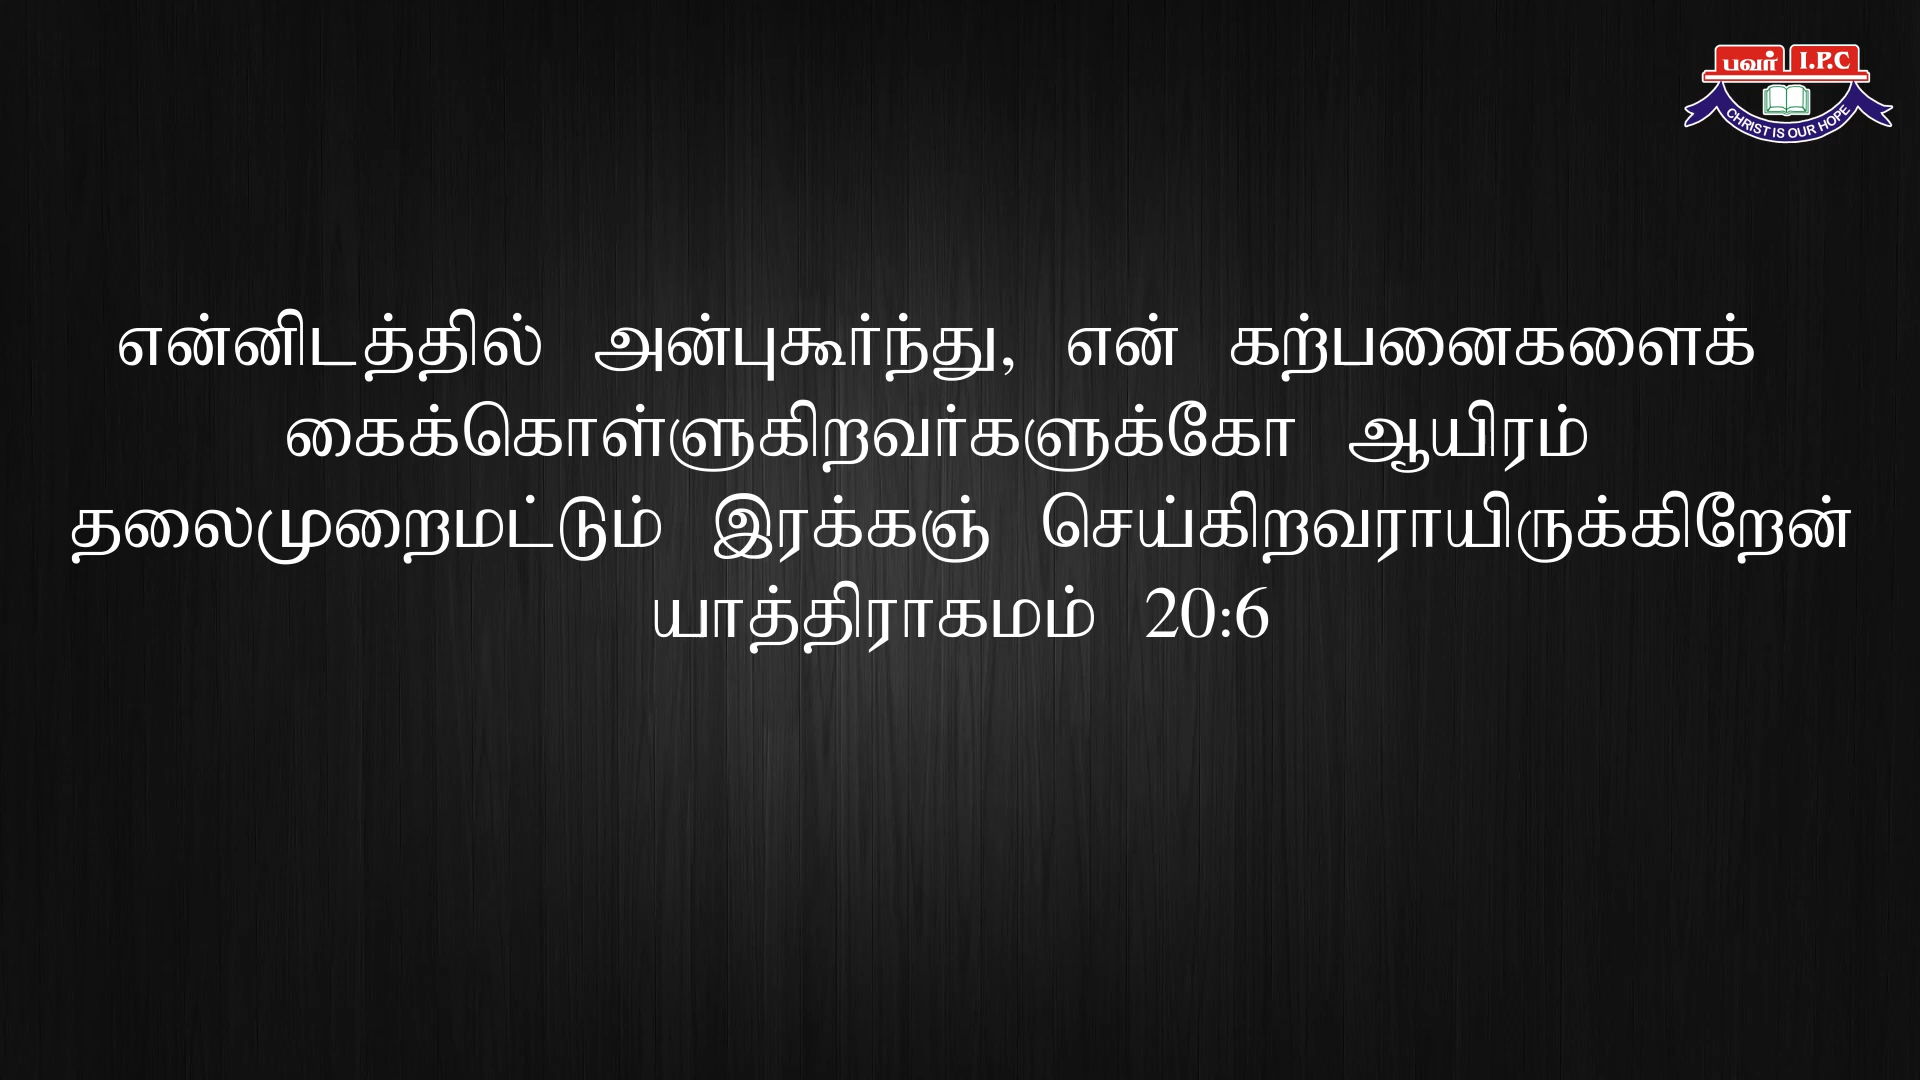 பவர் I.P.C
CHRIST IS OUR HOPE
என்னிடத்தில் அன்புகூர்ந்து, என் கற்பனைகளைக்
கைக்கொள்ளுகிறவர்களுக்கோ ஆயிரம்
தலைமுறைமட்டும் இரக்கஞ் செய்கிறவராயிருக்கிறேன்
யாத்திராகமம் 20:6